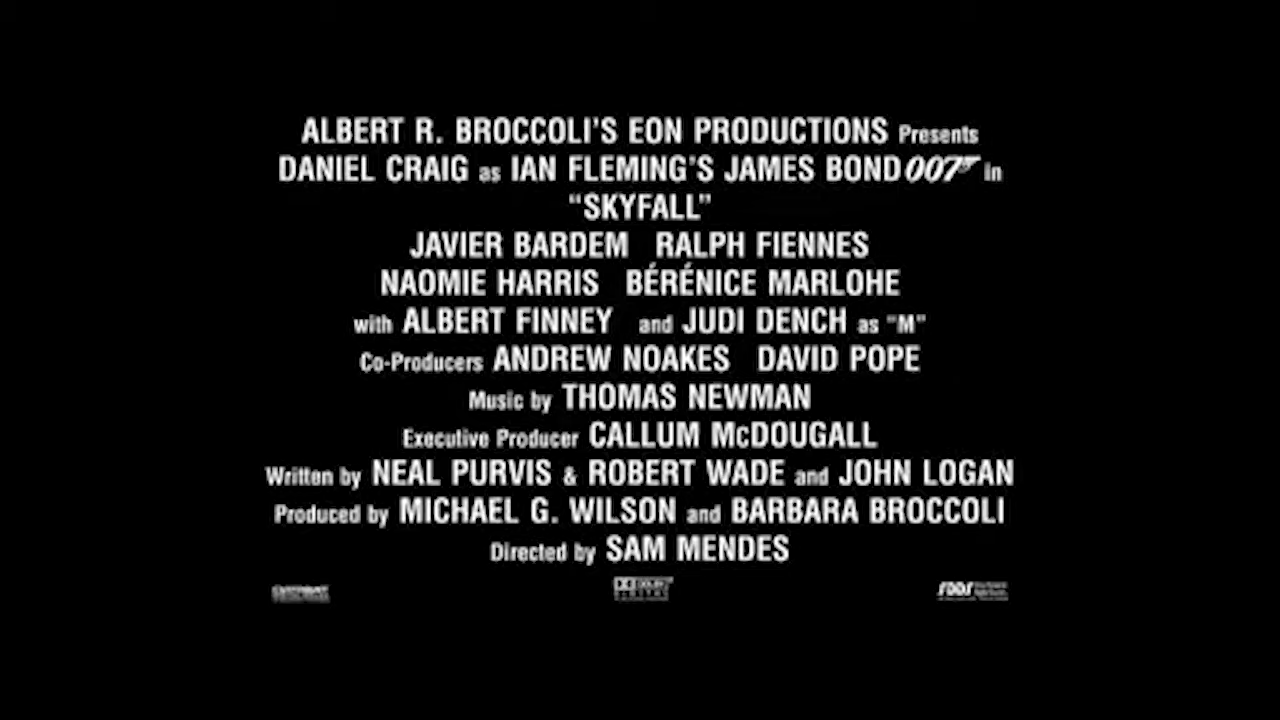 ALBERT R. BROCCOLI'S EON PRODUCTIONS Presents
DANIEL CRAIG as IAN FLEMING'S JAMES BOND 007 in
“SKYFALL”
JAVIER BARDEM RALPH FIENNES
NAOMIE HARRIS BÉRÉNICE MARLOHE
with ALBERT FINNEY and JUDI DENCH as “M”
Co-Producers ANDREW NOAKES DAVID POPE
Music by THOMAS NEWMAN
Executive Producer CALLUM McDOUGALL
Written by NEAL PURVIS & ROBERT WADE and JOHN LOGAN
Produced by MICHAEL G. WILSON and BARBARA BROCCOLI
Directed by SAM MENDES
DIGITAL